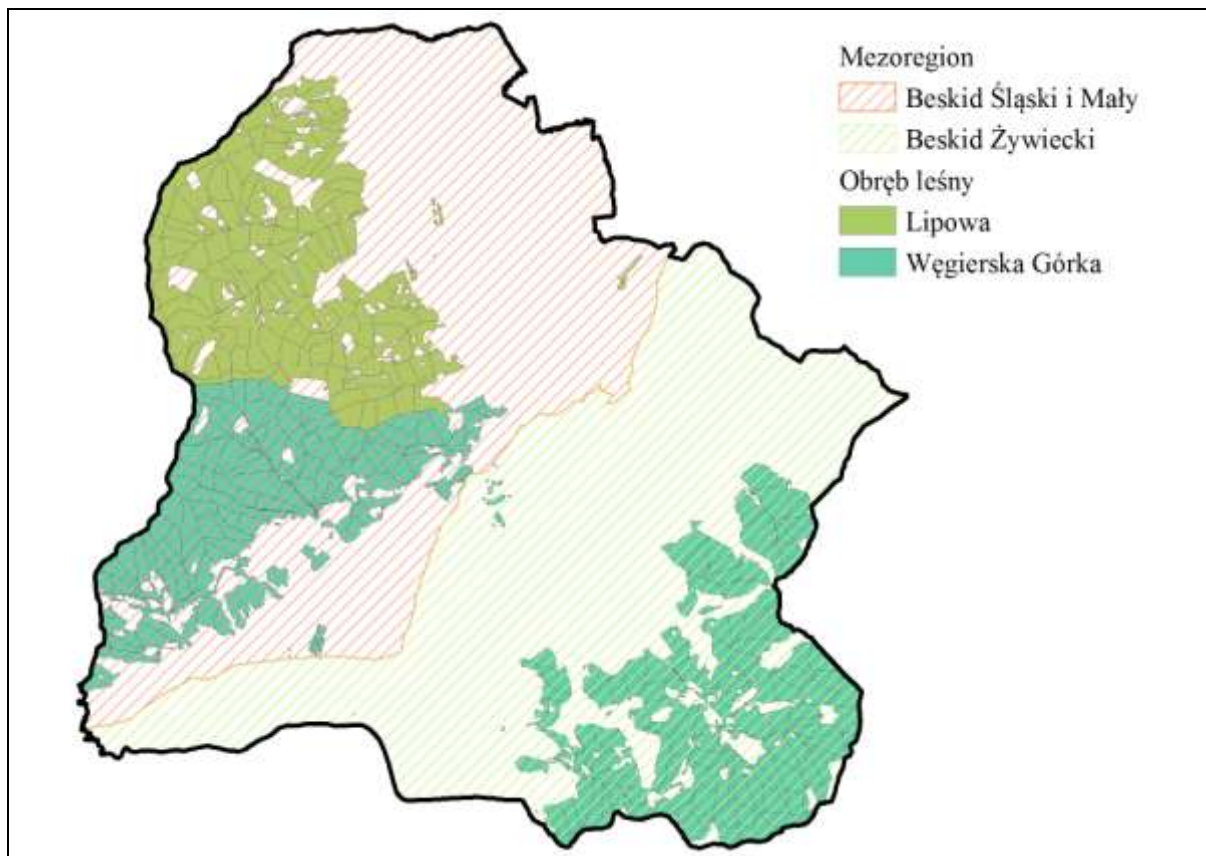 Mezoregion
Beskid Śląski i Mały
Beskid Żywiecki
Obręb leśny
Lipowa
Węgierska Górka